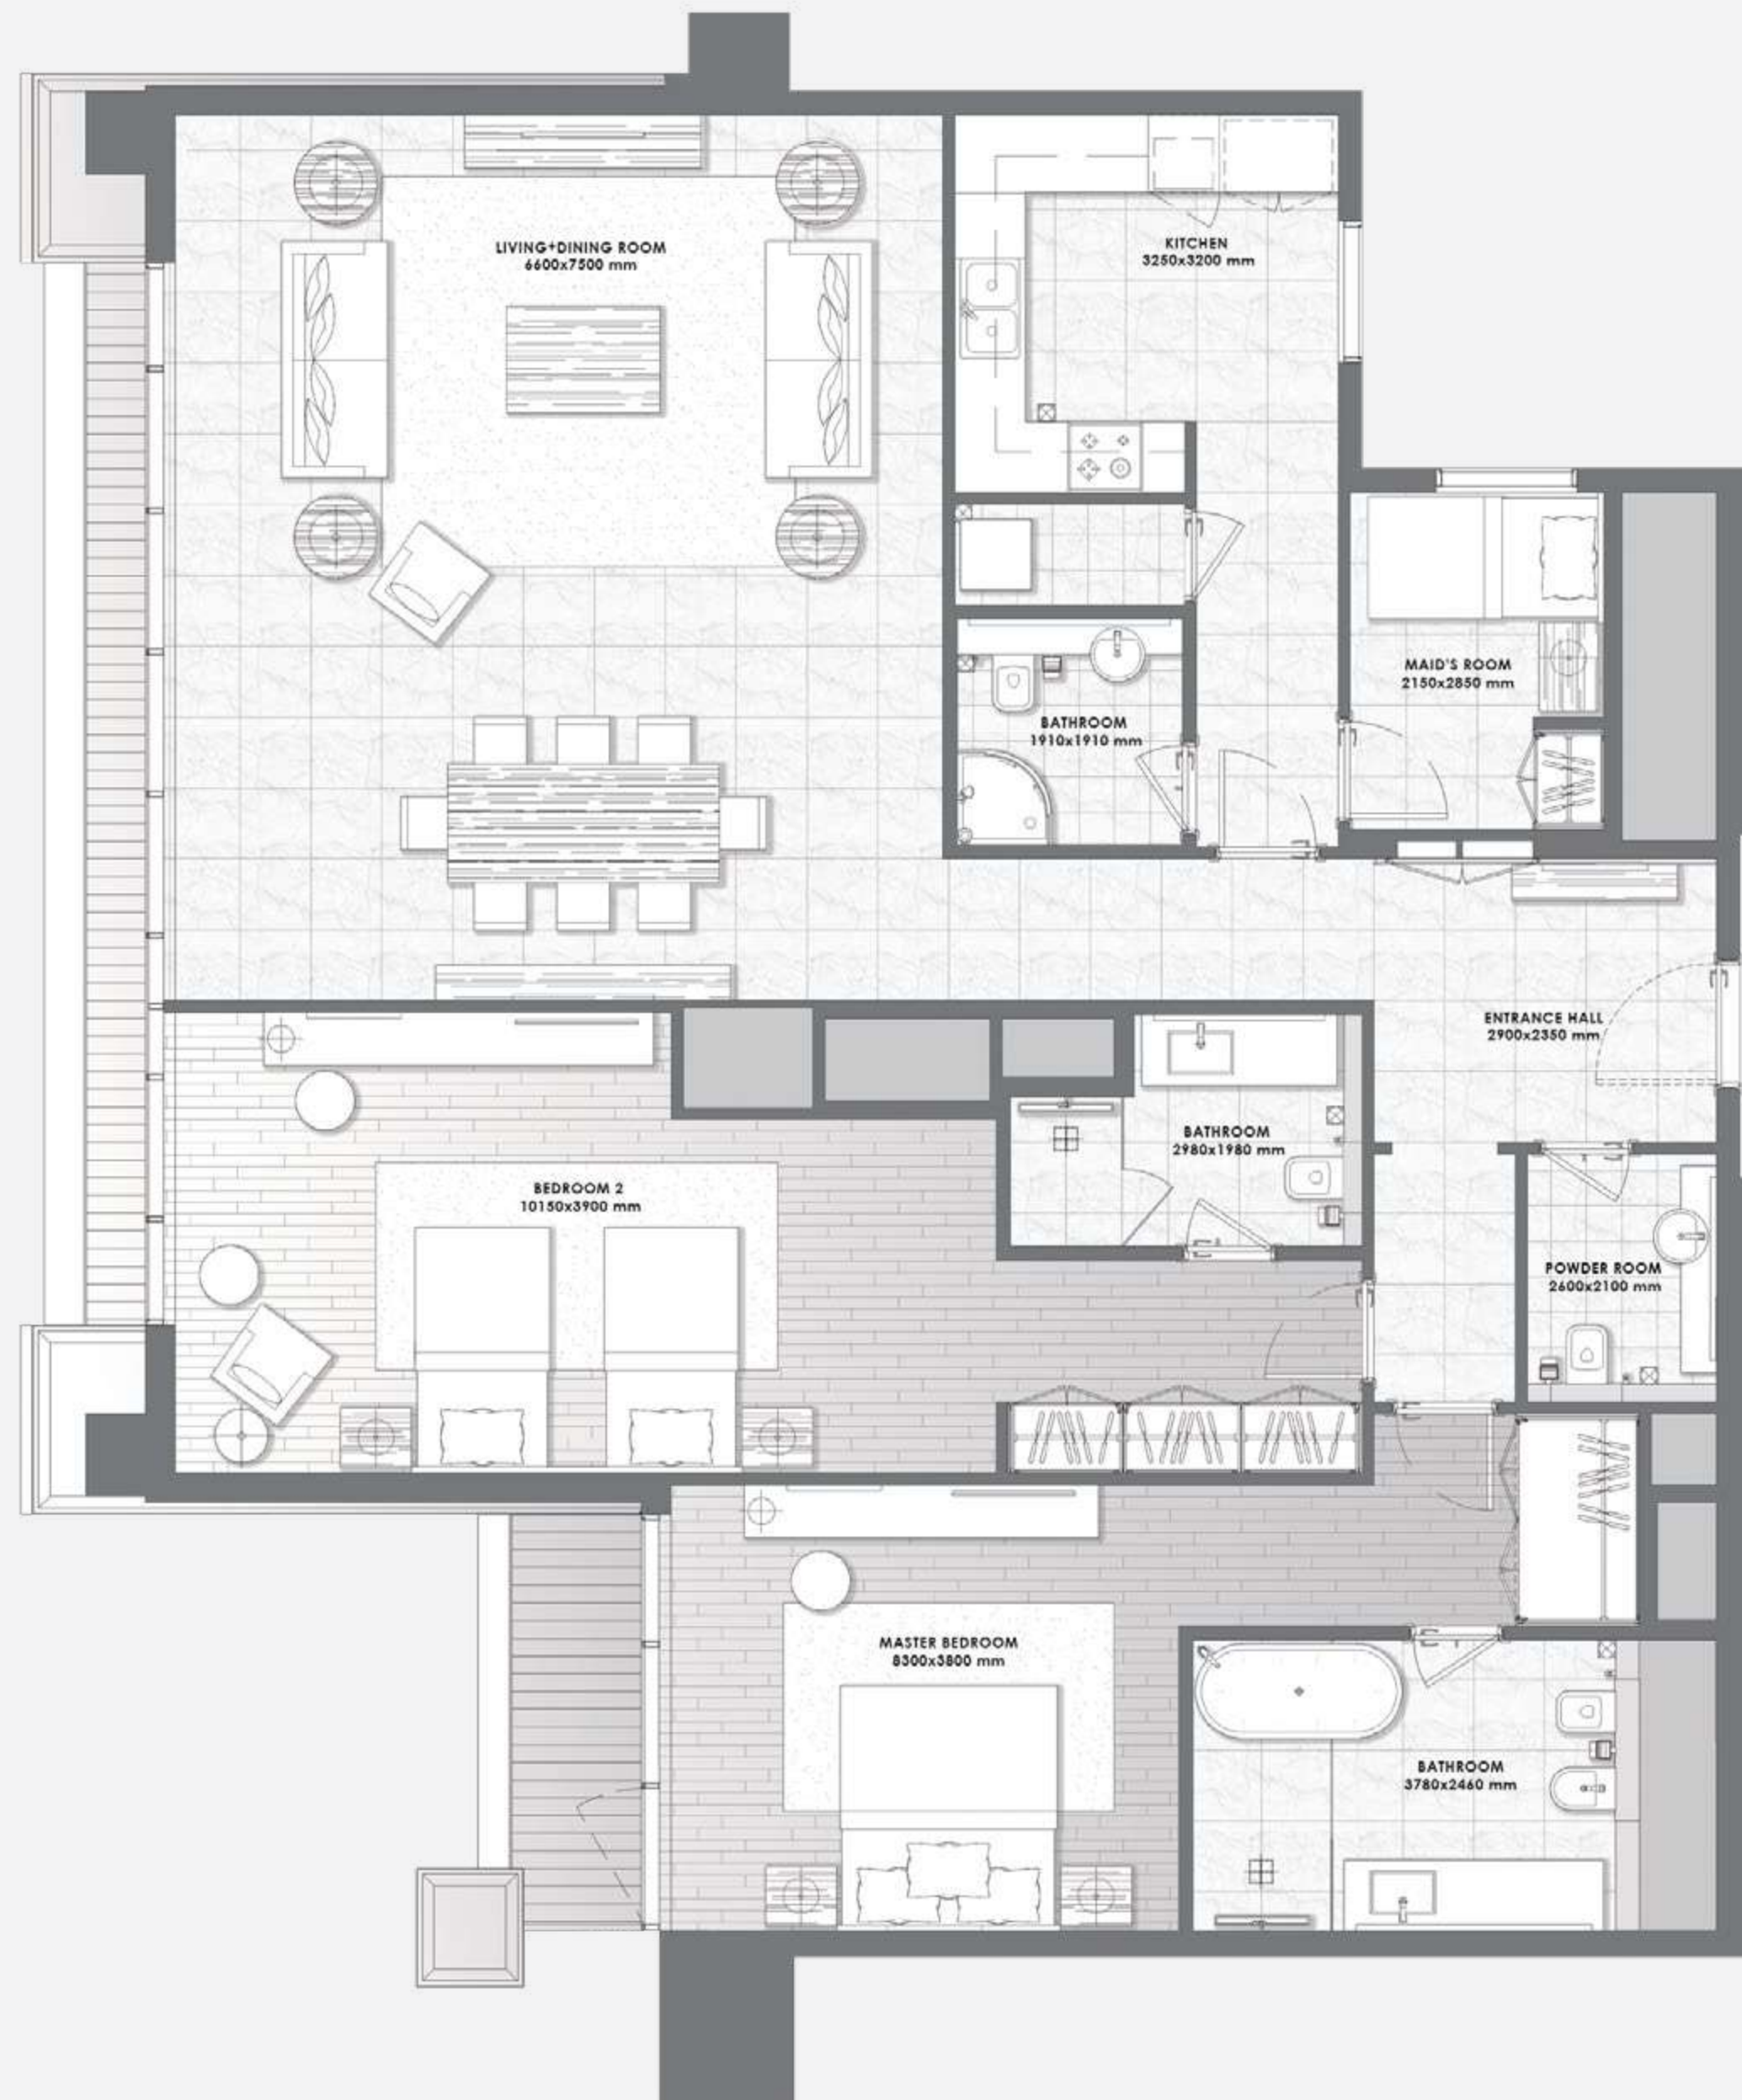 LIVING+DINING ROOM
6600x7500 mm
KITCHEN
3250x3200 mm
MAID'S ROOM
2150x2850 mm
BATHROOM
1910x1910 mm
ENTRANCE HALL
2900x2350 mm
BATHROOM
2980x1980 mm
BEDROOM 2
10150x3900 mm
POWDER ROOM
2600x2100 mm
MASTER BEDROOM
8300x3800 mm
BATHROOM
3780x2460 mm